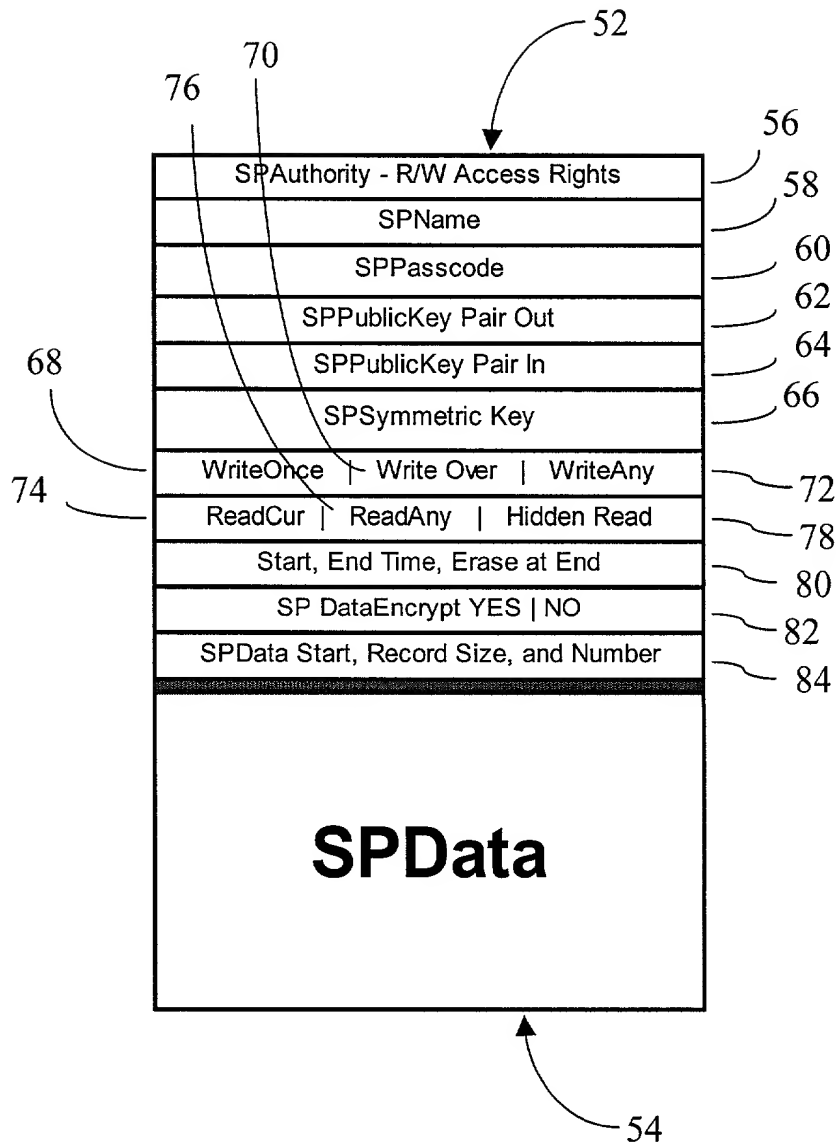 52
70
76
56
SPAuthority - R/W Access Rights
58
SPName
60
SPPasscode
62
SPPublicKey Pair Out
64
SPPublicKey Pair In
66
SPSymmetric Key
68
WriteOnce | Write Over | WriteAny
72
74
ReadCur | ReadAny | Hidden Read
78
Start, End Time, Erase at End
80
SP DataEncrypt YES | NO
82
SPData Start, Record Size, and Number
84
SPData
54